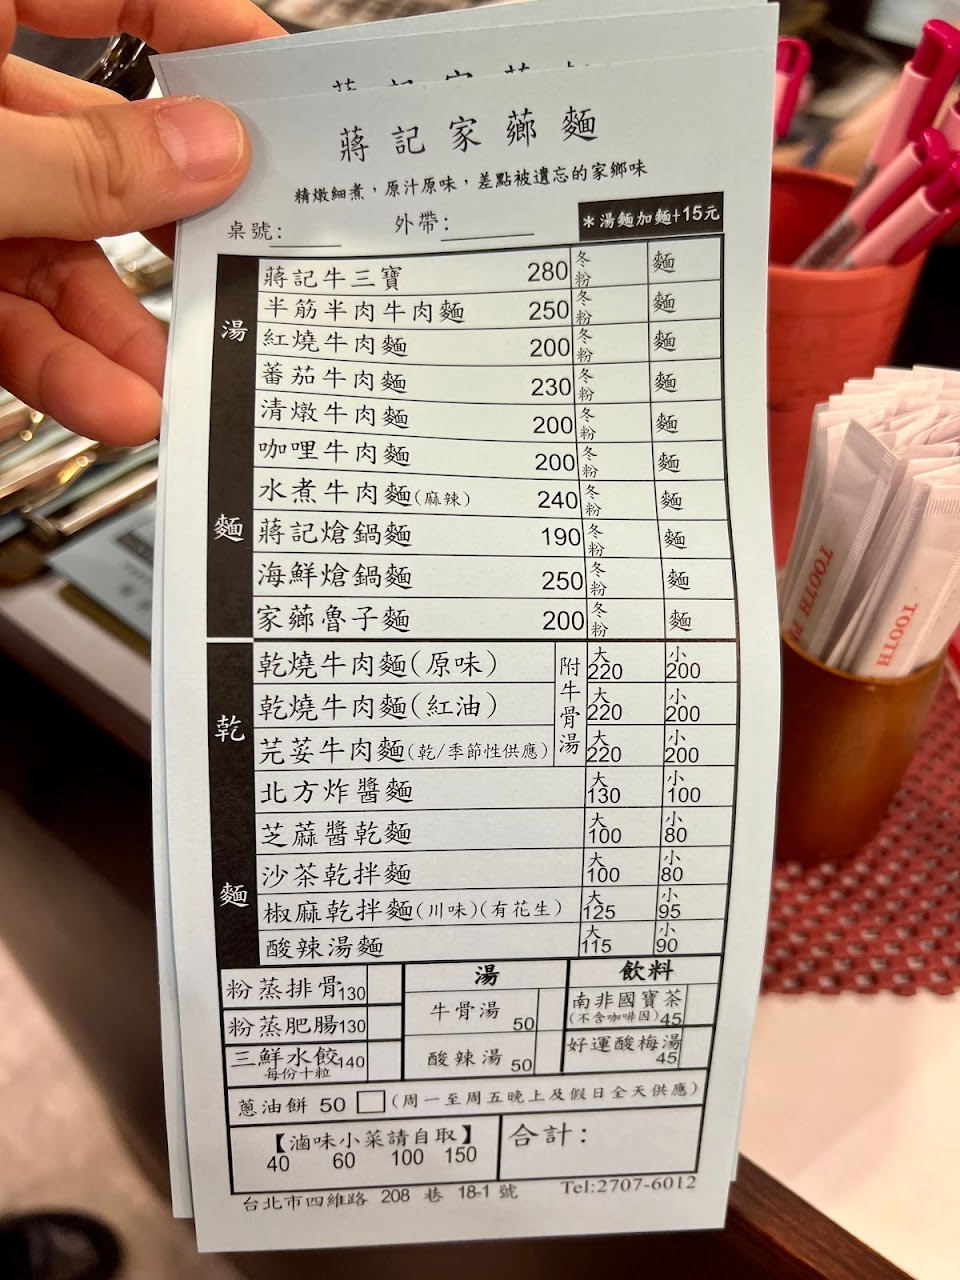 蔣記家薌麵
精燉細煮，原汁原味，差點被遺忘的家鄉味
桌號：
外帶：
＊湯麵加麵+15元
湯麵
蔣記牛三寶 280 冬粉 麵
半筋半肉牛肉麵 250 冬粉 麵
紅燒牛肉麵 200 冬粉 麵
蕃茄牛肉麵 230 冬粉 麵
清燉牛肉麵 200 冬粉 麵
咖哩牛肉麵 200 冬粉 麵
水煮牛肉麵(麻辣) 240 冬粉 麵
蔣記熗鍋麵 190 冬粉 麵
海鮮熗鍋麵 250 冬粉 麵
家薌魯子麵 200 冬粉 麵
乾麵
附牛骨湯
乾燒牛肉麵(原味) 大220 小200
乾燒牛肉麵(紅油) 大220 小200
芫荽牛肉麵(乾/季節性供應) 大220 小200
北方炸醬麵 大130 小100
芝蔴醬乾麵 大100 小80
沙茶乾拌麵 大100 小80
椒麻乾拌麵(川味)(有花生) 大125 小95
酸辣湯麵 大115 小90
粉蒸排骨130
粉蒸肥腸130
三鮮水餃140
每份十粒
湯
牛骨湯 50
酸辣湯 50
飲料
南非國寶茶
(不含咖啡因)45
好運酸梅湯
45
蔥油餅 50 □ (周一至周五晚上及假日全天供應)
【滷味小菜請自取】
40 60 100 150
合計：
台北市四維路 208 巷 18-1 號
Tel:2707-6012
TOOTH
TOOTH